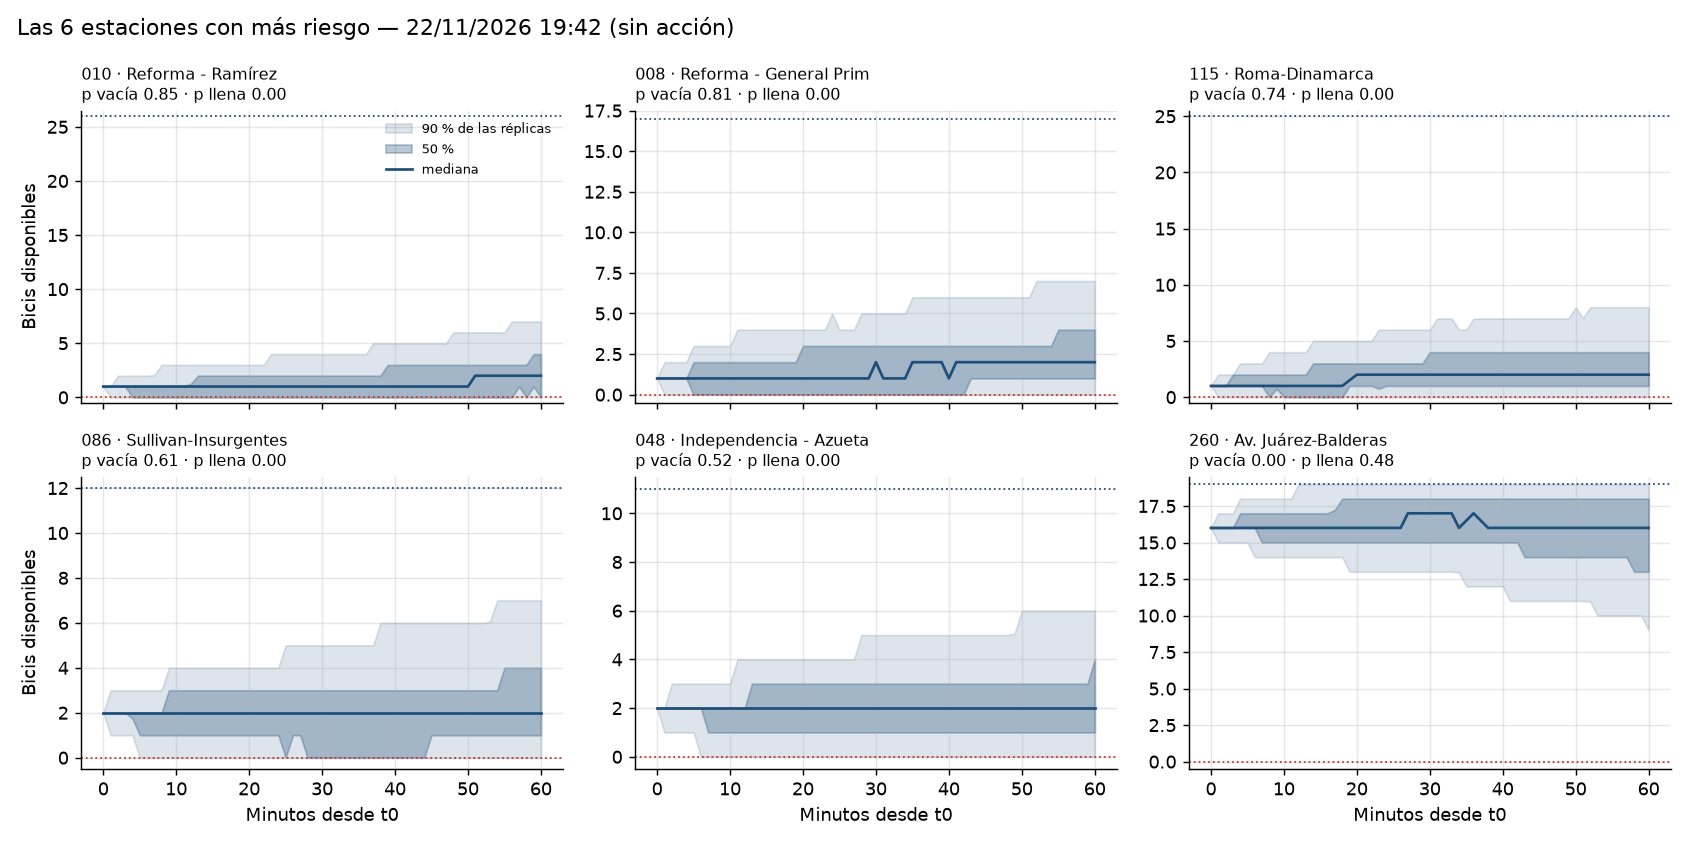 Las 6 estaciones con más riesgo — 22/11/2026 19:42 (sin acción)
010 · Reforma - Ramírez
p vacía 0.85 · p llena 0.00
Bicis disponibles
25
20
15
10
5
0
90 % de las réplicas
50 %
mediana
008 · Reforma - General Prim
p vacía 0.81 · p llena 0.00
17.5
15.0
12.5
10.0
7.5
5.0
2.5
0.0
115 · Roma-Dinamarca
p vacía 0.74 · p llena 0.00
25
20
15
10
5
0
086 · Sullivan-Insurgentes
p vacía 0.61 · p llena 0.00
Bicis disponibles
12
10
8
6
4
2
0
0 10 20 30 40 50 60
Minutos desde t0
048 · Independencia - Azueta
p vacía 0.52 · p llena 0.00
10
8
6
4
2
0
0 10 20 30 40 50 60
Minutos desde t0
260 · Av. Juárez-Balderas
p vacía 0.00 · p llena 0.48
17.5
15.0
12.5
10.0
7.5
5.0
2.5
0.0
0 10 20 30 40 50 60
Minutos desde t0